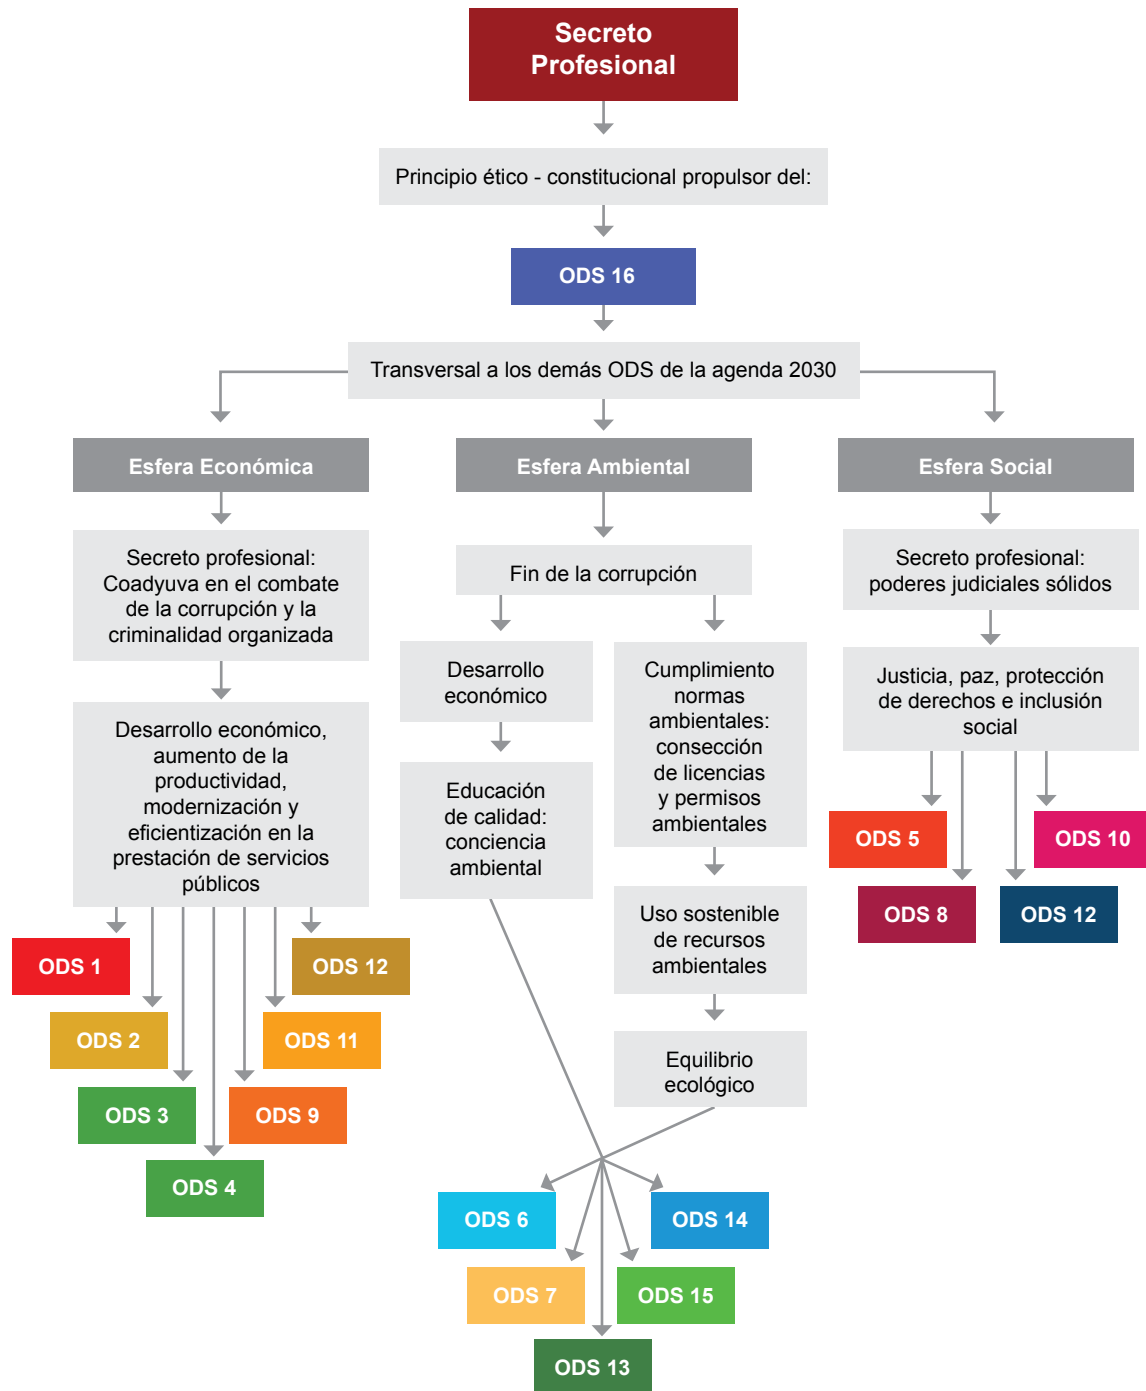 Secreto
Profesional
Principio ético - constitucional propulsor del:
ODS 16
Transversal a los demás ODS de la agenda 2030
Esfera Económica
Secreto profesional:
Coadyuva en el combate
de la corrupción y la
criminalidad organizada
Desarrollo económico,
aumento de la
productividad,
modernización y
eficientización en la
prestación de servicios
públicos
ODS 1
ODS 12
ODS 2
ODS 11
ODS 3
ODS 9
ODS 4
Esfera Ambiental
Fin de la corrupción
Desarrollo
económico
Educación
de calidad:
conciencia
ambiental
Cumplimiento
normas
ambientales:
consección
de licencias
y permisos
ambientales
Uso sostenible
de recursos
ambientales
Equilibrio
ecológico
ODS 6
ODS 14
ODS 7
ODS 15
ODS 13
Esfera Social
Secreto profesional:
poderes judiciales sólidos
Justicia, paz, protección
de derechos e inclusión
social
ODS 5
ODS 10
ODS 8
ODS 12